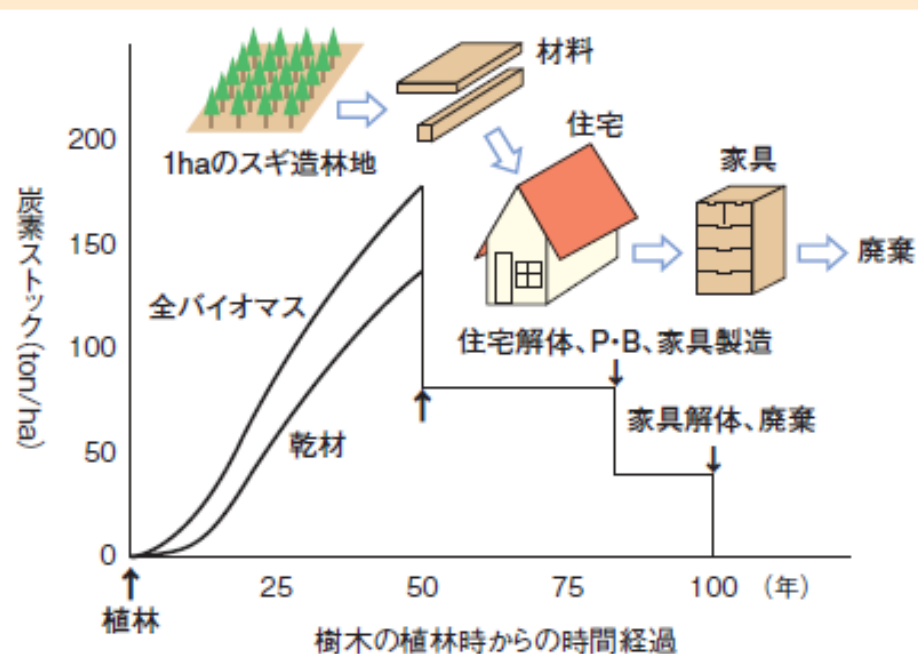 材料
1haのスギ造林地
住宅
家具
廃棄
住宅解体、P・B、家具製造
家具解体、廃棄
全バイオマス
乾材
炭素ストック(ton/ha)
200
150
100
50
0
25 50 75 100 (年)
植林
樹木の植林時からの時間経過